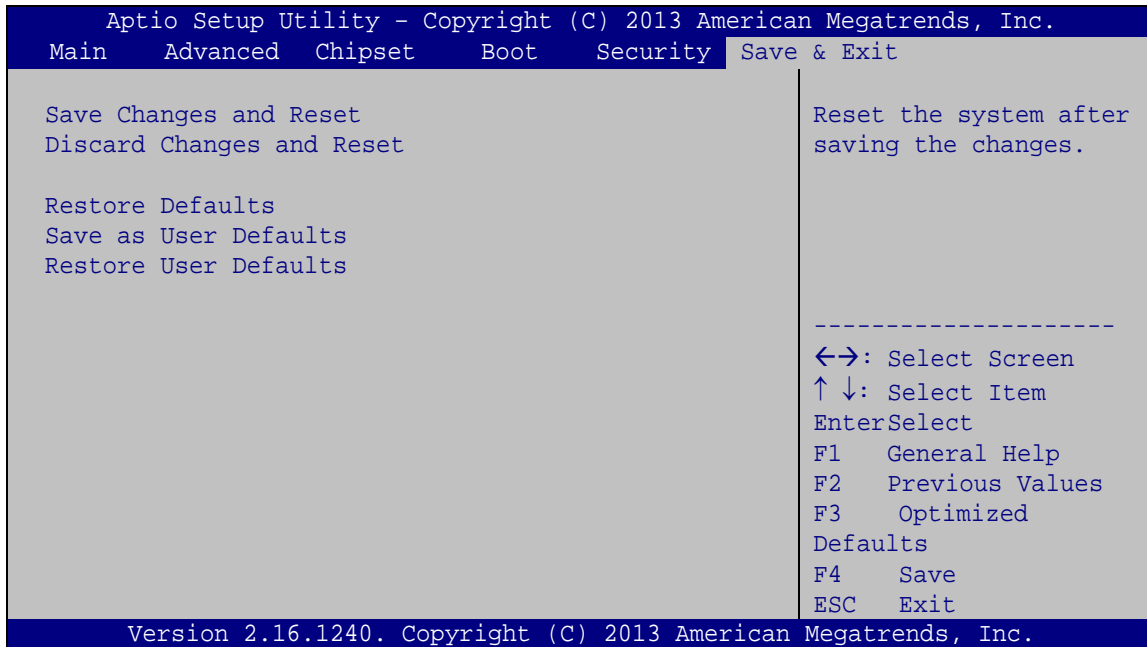 Aptio Setup Utility – Copyright (C) 2013 American Megatrends, Inc.
Main Advanced Chipset Boot Security Save & Exit
Save Changes and Reset
Discard Changes and Reset
Restore Defaults
Save as User Defaults
Restore User Defaults
Reset the system after
saving the changes.
---------------------
←→: Select Screen
↑ ↓: Select Item
EnterSelect
F1 General Help
F2 Previous Values
F3 Optimized
Defaults
F4 Save
ESC Exit
Version 2.16.1240. Copyright (C) 2013 American Megatrends, Inc.